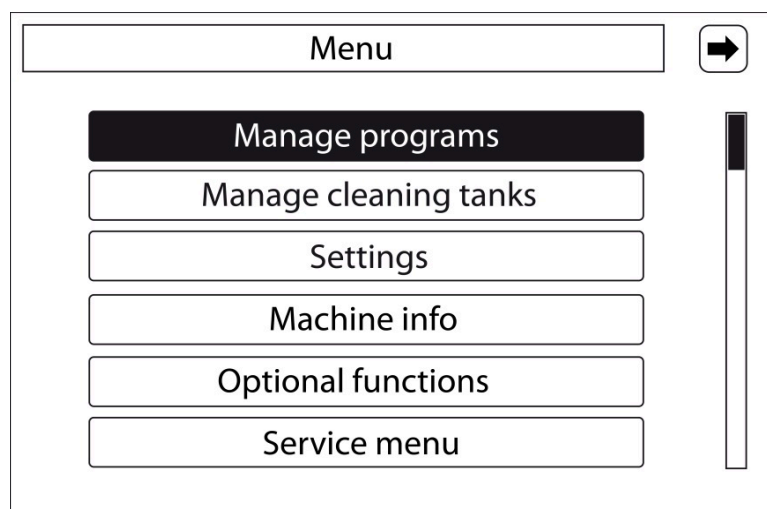 Menu
Manage programs
Manage cleaning tanks
Settings
Machine info
Optional functions
Service menu